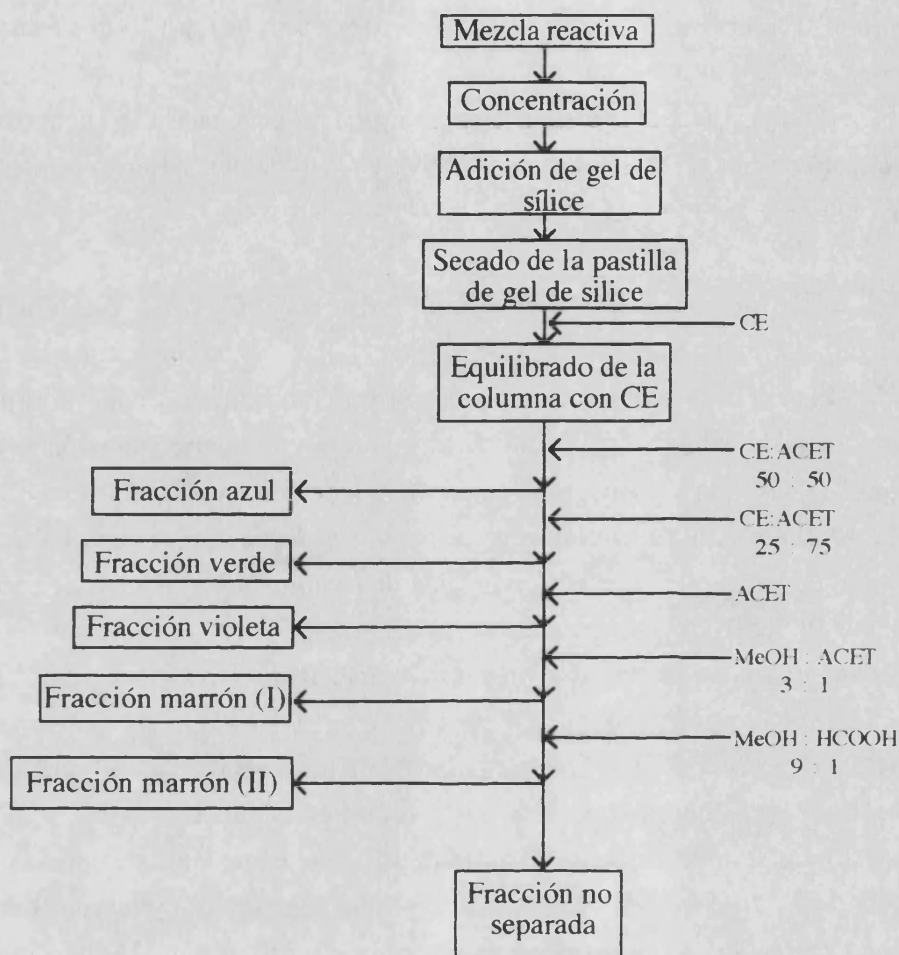 Mezcla reactiva
Concentración
Adición de gel de
sílice
Secado de la pastilla
de gel de silice
CE
Equilibrado de la
columna con CE
CE:ACET
50 : 50
Fracción azul
CE:ACET
25 : 75
Fracción verde
ACET
Fracción violeta
MeOH : ACET
3 : 1
Fracción marrón (I)
MeOH : HCOOH
9 : 1
Fracción marrón (II)
Fracción no
separada